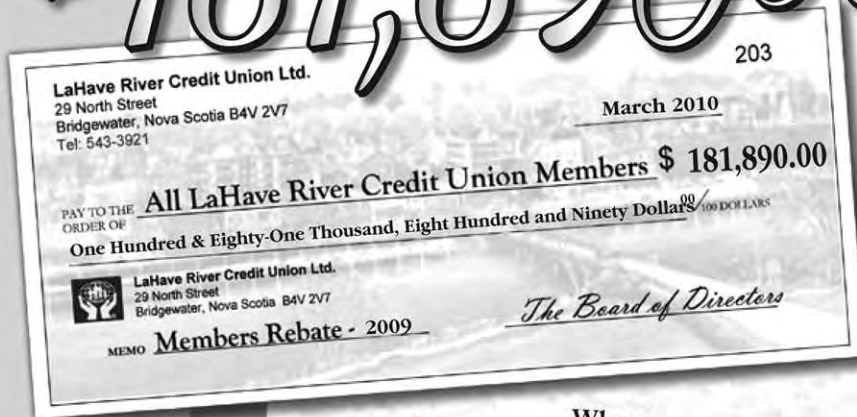 181,890
203
LaHave River Credit Union Ltd.
29 North Street
Bridgewater, Nova Scotia B4V 2V7
Tel: 543-3921
March 2010
PAY TO THE ORDER OF All LaHave River Credit Union Members $ 181,890.00
One Hundred & Eighty-One Thousand, Eight Hundred and Ninety Dollars 00/100 DOLLARS
LaHave River Credit Union Ltd.
29 North Street
Bridgewater, Nova Scotia B4V 2V7
The Board of Directors
MEMO Members Rebate - 2009